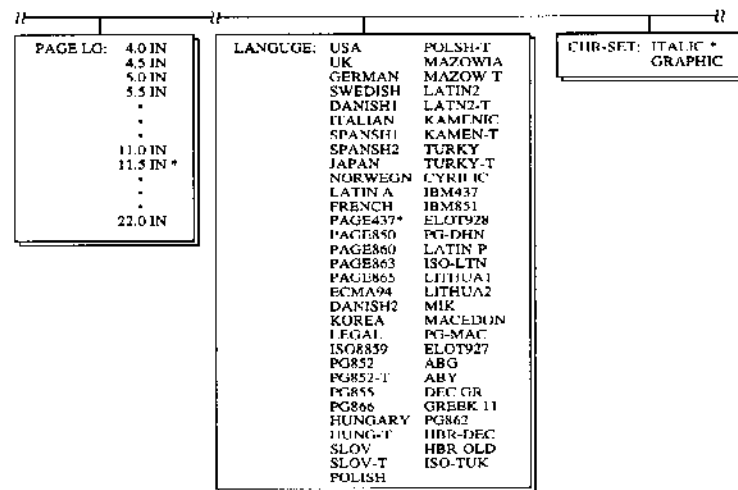 PAGE LG: 4.0 IN
4.5 IN
5.0 IN
5.5 IN
11.0 IN
11.5 IN *
22.0 IN
LANGUGE: USA POLSH-T
UK MAZOWIA
GERMAN MAZOW T
SWEDISH LATIN2
DANISH1 LATN2-T
ITALIAN KAMENIC
SPANSH1 KAMEN-T
SPANSH2 TURKY
JAPAN TURKY-T
NORWEGN CYRILIC
LATIN A IBM437
FRENCH IBM851
PAGE437* ELOT928
PAGE850 PG-DHN
PAGE860 LATIN P
PAGE863 ISO-LTN
PAGE865 LITHUA1
ECMA94 LITHUA2
DANISH2 MIK
KOREA MACEDON
LEGAL PG-MAC
ISO8859 ELOT927
PG852 ABG
PG852-T ABY
PG855 DEC GR
PG866 GREEK 11
HUNGARY PG862
HUNG-T HBR-DEC
SLOV HBR OLD
SLOV-T ISO-TUK
POLISH
CHR-SET: ITALIC *
GRAPHIC